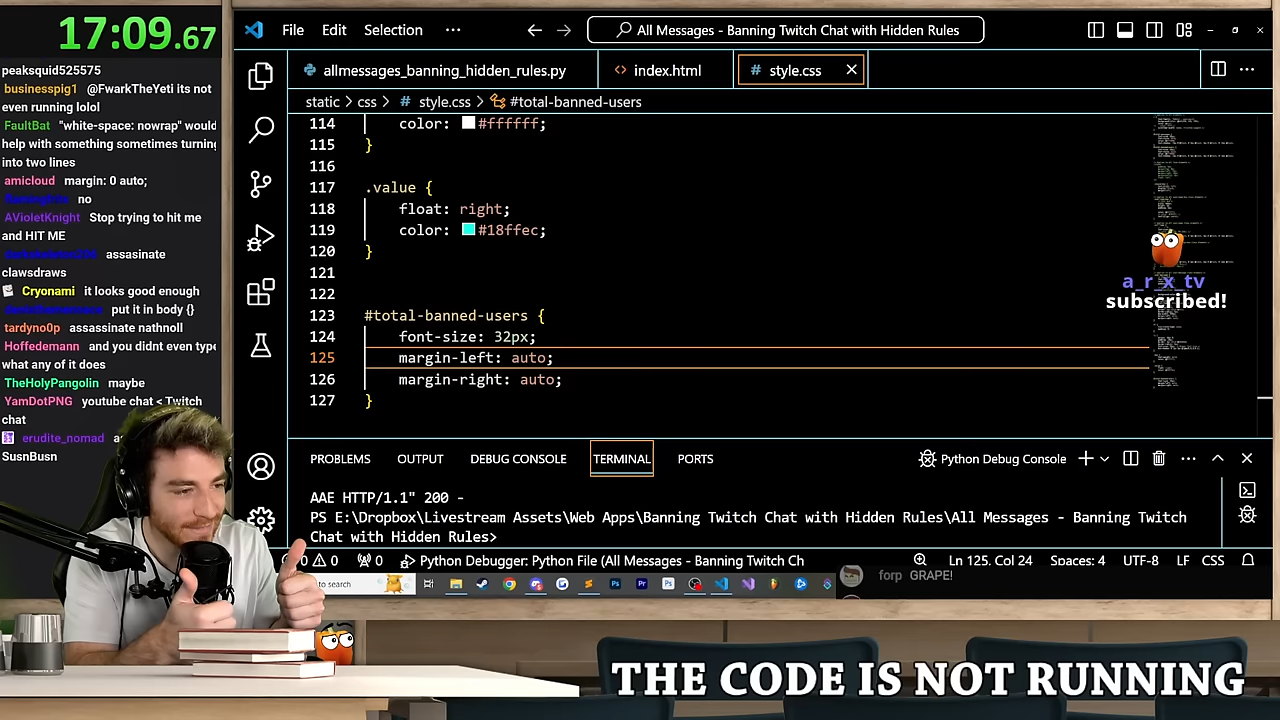 17:09.67
peaksquid525575
businesspig1 @FwarkTheYeti its not
even running lolol
FaultBat "white-space: nowrap" would
help with something sometimes turning
into two lines
amicloud margin: 0 auto;
no
AVioletKnight Stop trying to hit me
and HIT ME
assasinate
clawsdraws
Cryonami it looks good enough
put it in body {}
tardyno0p assassinate nathnoll
Hoffedemann and you didnt even type
what any of it does
TheHolyPangolin maybe
YamDotPNG youtube chat < Twitch
chat
erudite_nomad
SusnBusn
File Edit Selection ···
All Messages - Banning Twitch Chat with Hidden Rules
allmessages_banning_hidden_rules.py
<> index.html
# style.css
static > css > # style.css > #total-banned-users
114 color: #ffffff;
115 }
116
117 .value {
118 float: right;
119 color: #18ffec;
120 }
121
122
123 #total-banned-users {
124 font-size: 32px;
125 margin-left: auto;
126 margin-right: auto;
127 }
a_r_x_tv
subscribed!
PROBLEMS OUTPUT DEBUG CONSOLE TERMINAL PORTS
Python Debug Console
AAE HTTP/1.1" 200 -
PS E:\Dropbox\Livestream Assets\Web Apps\Banning Twitch Chat with Hidden Rules\All Messages - Banning Twitch
Chat with Hidden Rules>
0 0 0 Python Debugger: Python File (All Messages - Banning Twitch Ch
Ln 125, Col 24 Spaces: 4 UTF-8 LF CSS
to search
forp GRAPE!
THE CODE IS NOT RUNNING